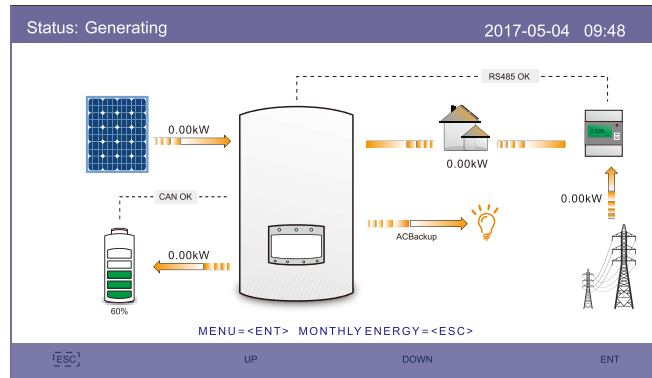 Status: Generating
2017-05-04 09:48
RS485 OK
0.00kW
0.00kW
CAN OK
0.00kW
0.00kW
ACBackup
60%
MENU=<ENT> MONTHLY ENERGY=<ESC>
ESC
UP
DOWN
ENT